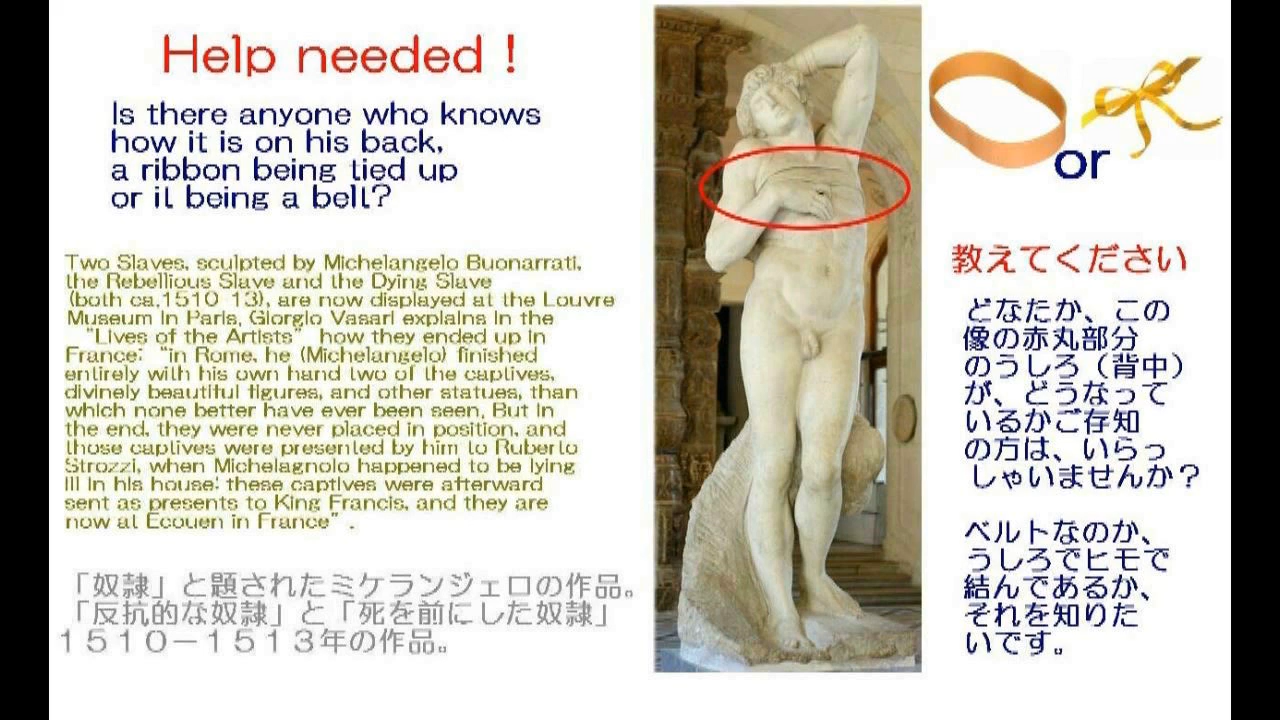 Help needed !
Is there anyone who knows
how it is on his back,
a ribbon being tied up
or it being a belt?
Two Slaves, sculpted by Michelangelo Buonarrati,
the Rebellious Slave and the Dying Slave
(both ca.1510 13), are now displayed at the Louvre
Museum in Paris, Giorgio Vasari explains in the
“Lives of the Artists” how they ended up in
France: “in Rome, he (Michelangelo) finished
entirely with his own hand two of the captives,
divinely beautiful figures, and other statues, than
which none better have ever been seen, But in
the end, they were never placed in position, and
those captives were presented by him to Ruberto
Strozzi, when Michelagnolo happened to be lying
ill in his house: these captives were afterward
sent as presents to King Francis, and they are
now at Ecouen in France”.
「奴隷」と題されたミケランジェロの作品。
「反抗的な奴隷」と「死を前にした奴隷」
１５１０－１５１３年の作品。
or
教えてください
どなたか、この
像の赤丸部分
のうしろ（背中）
が、どうなって
いるかご存知
の方は、いらっ
しゃいませんか？
ベルトなのか、
うしろでヒモで
結んであるか、
それを知りた
いです。